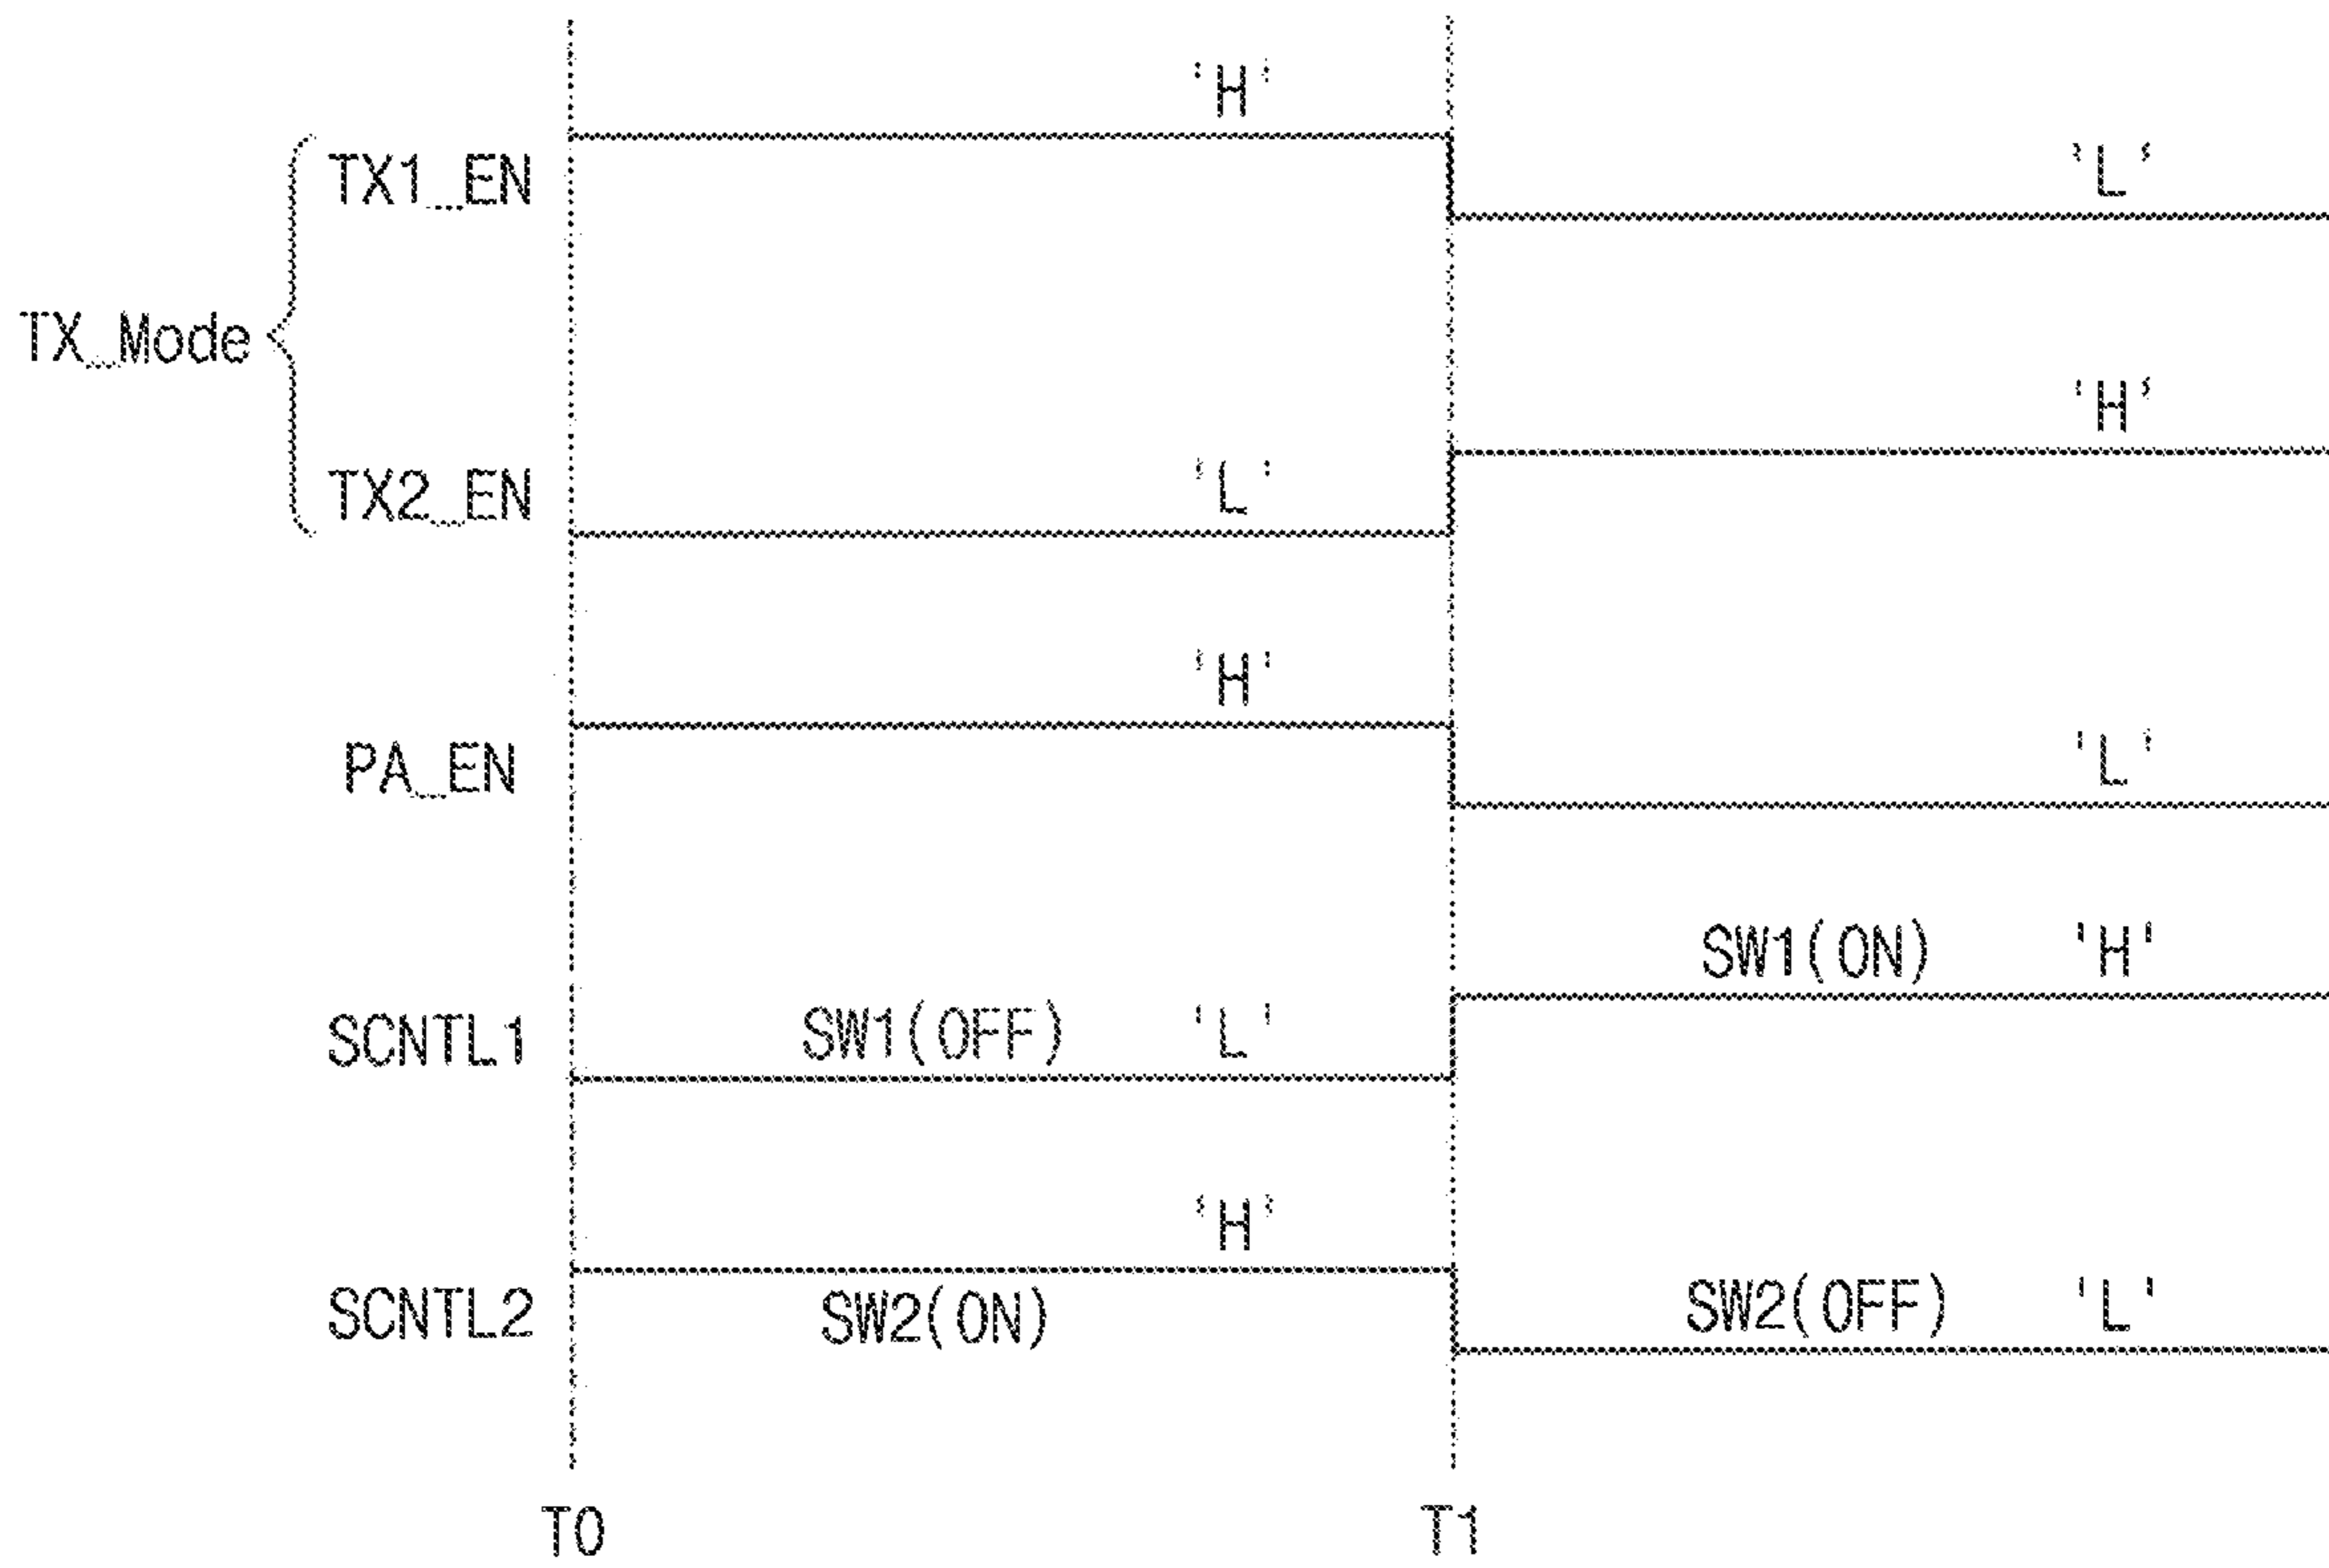 'H'
TX1_EN 'L'
TX_Mode
'H'
TX2_EN 'L'
'H'
PA_EN 'L'
SW1(ON) 'H'
SCNTL1 SW1(OFF) 'L'
'H'
SCNTL2 SW2(ON) SW2(OFF) 'L'
T0 T1